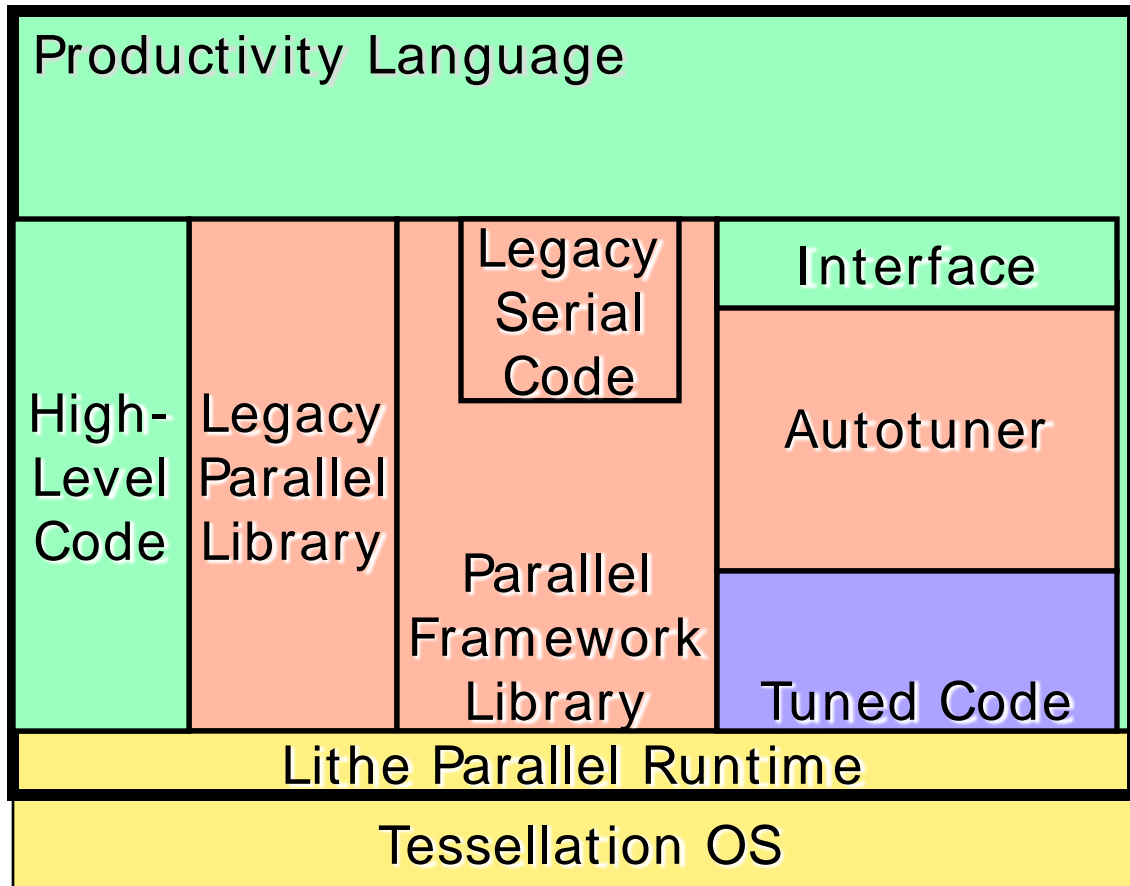 Productivity Language
High-
Level
Code
Legacy
Parallel
Library
Legacy
Serial
Code
Parallel
Framework
Library
Interface
Autotuner
Tuned Code
Lithe Parallel Runtime
Tessellation OS